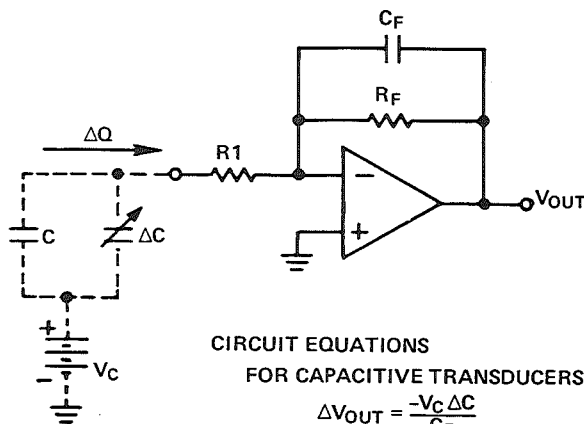 C_F
R_F
ΔQ
R1
−
+
V_OUT
C
ΔC
+
−
V_C
CIRCUIT EQUATIONS
FOR CAPACITIVE TRANSDUCERS
ΔV_OUT = -V_C ΔC